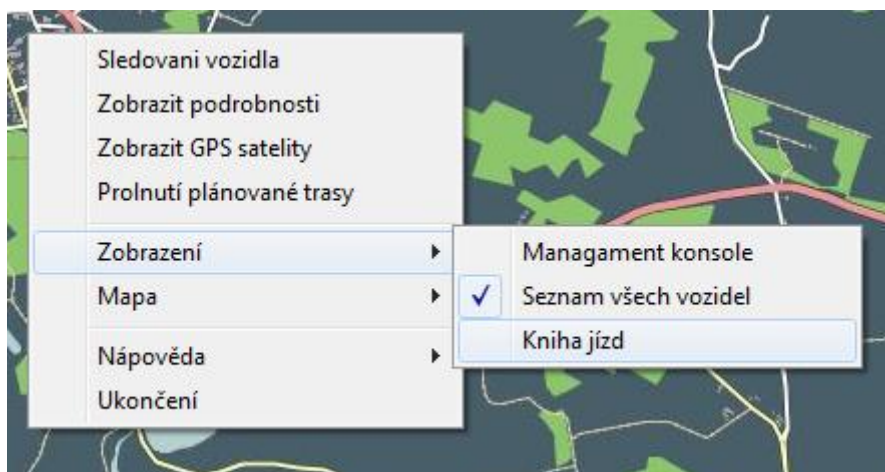 Sledovani vozidla
Zobrazit podrobnosti
Zobrazit GPS satelity
Prolnutí plánované trasy
Zobrazení
Mapa
Nápověda
Ukončení
Managament konsole
Seznam všech vozidel
Kniha jízd